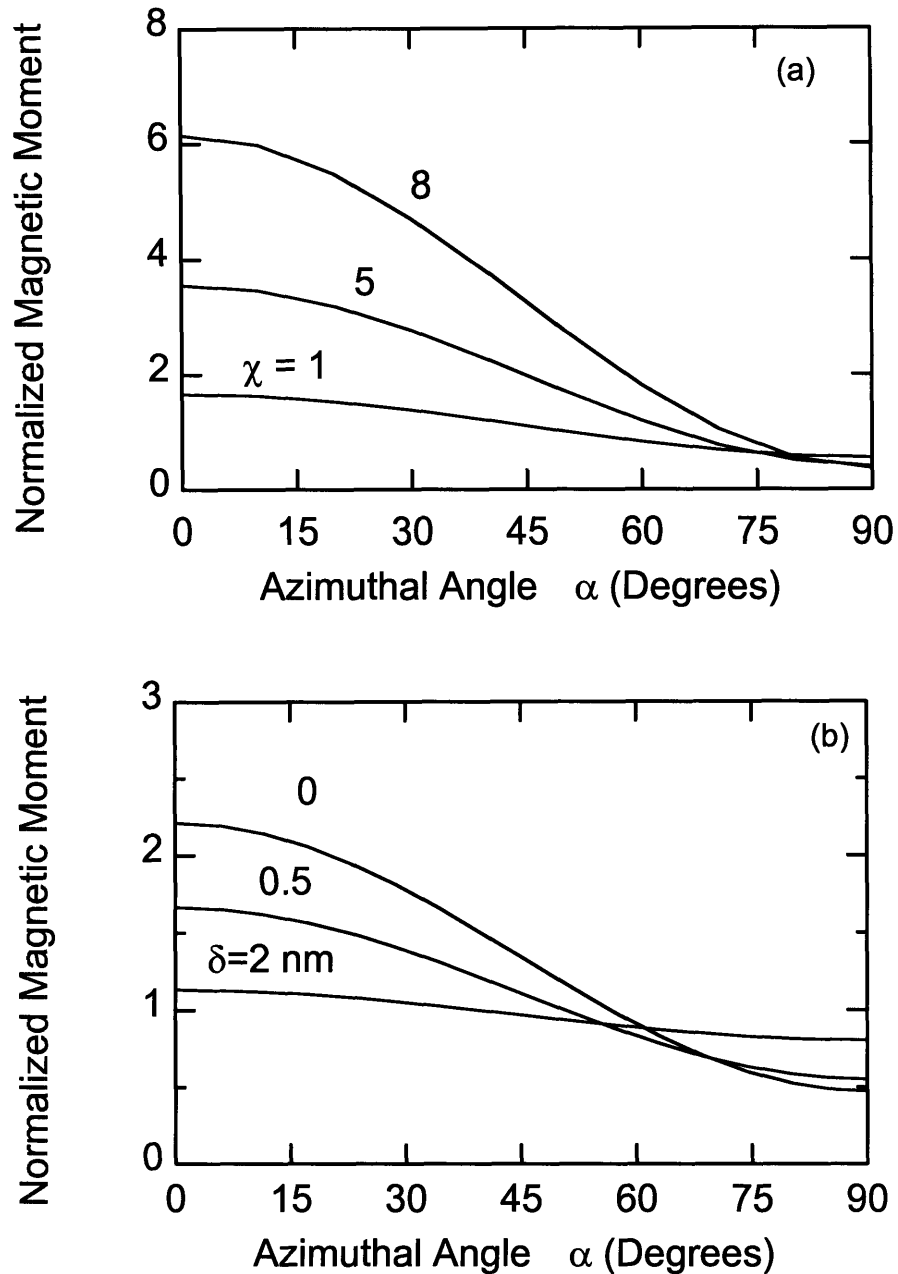 (a)
Normalized Magnetic Moment
8
6
4
2
0
8
5
χ = 1
0 15 30 45 60 75 90
Azimuthal Angle α (Degrees)
(b)
Normalized Magnetic Moment
3
2
1
0
0
0.5
δ=2 nm
0 15 30 45 60 75 90
Azimuthal Angle α (Degrees)